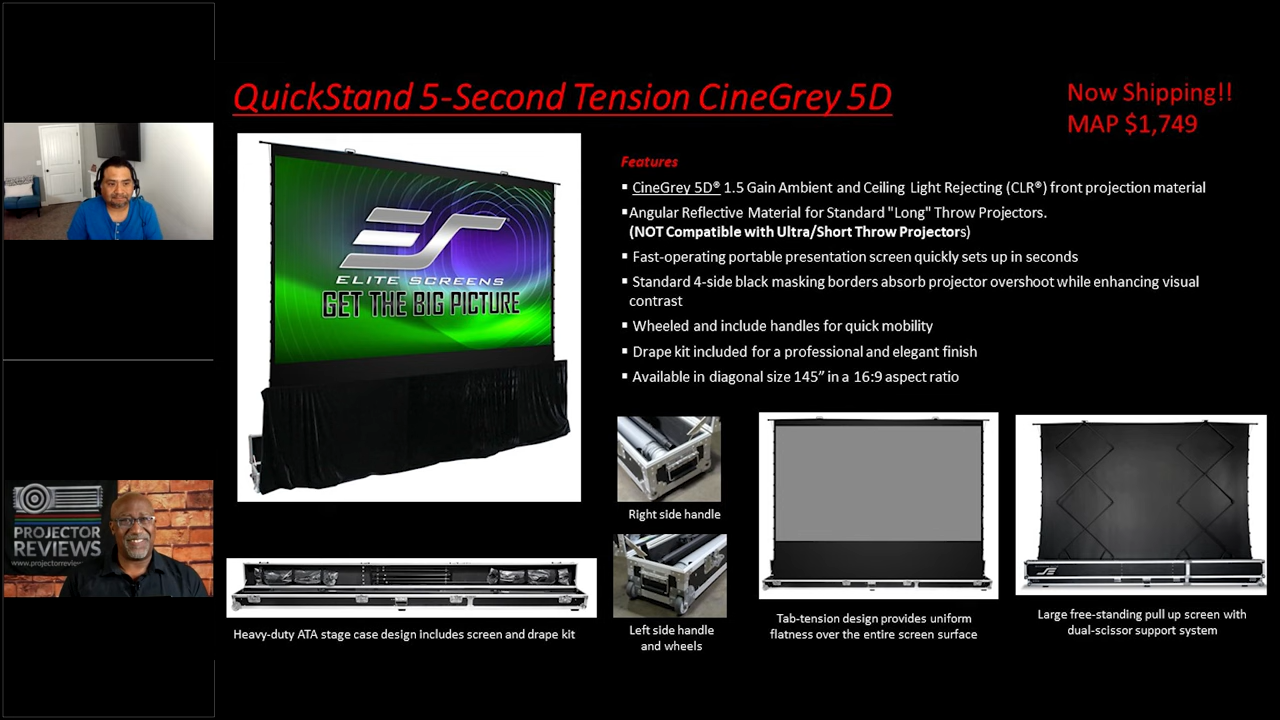 QuickStand 5-Second Tension CineGrey 5D
Now Shipping!!
MAP $1,749
ES
ELITE SCREENS
GET THE BIG PICTURE
Features
▪ CineGrey 5D® 1.5 Gain Ambient and Ceiling Light Rejecting (CLR®) front projection material
▪Angular Reflective Material for Standard "Long" Throw Projectors.
(NOT Compatible with Ultra/Short Throw Projectors)
▪ Fast-operating portable presentation screen quickly sets up in seconds
▪ Standard 4-side black masking borders absorb projector overshoot while enhancing visual
contrast
▪ Wheeled and include handles for quick mobility
▪ Drape kit included for a professional and elegant finish
▪ Available in diagonal size 145” in a 16:9 aspect ratio
PROJECTOR
REVIEWS
Heavy-duty ATA stage case design includes screen and drape kit
Right side handle
Left side handle
and wheels
Tab-tension design provides uniform
flatness over the entire screen surface
Large free-standing pull up screen with
dual-scissor support system